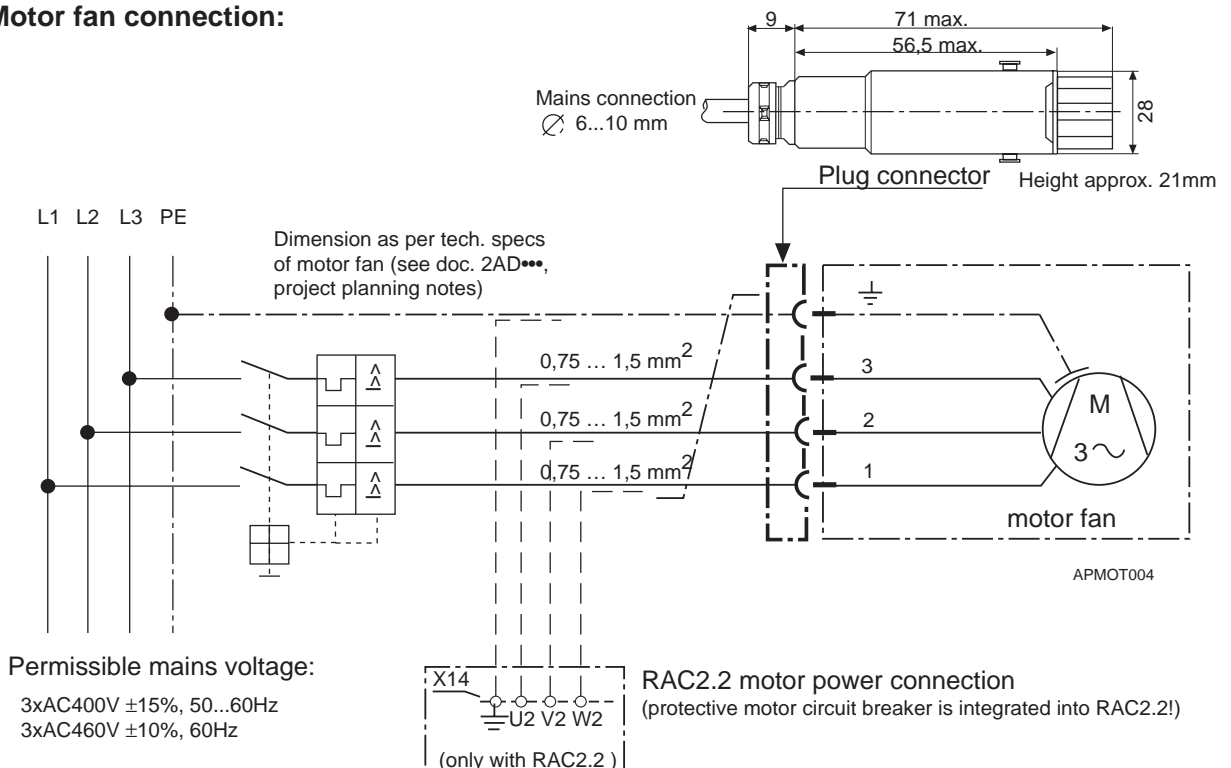 Motor fan connection:
9
71 max.
56,5 max.
Mains connection
∅ 6...10 mm
28
Plug connector
Height approx. 21mm
L1 L2 L3 PE
Dimension as per tech. specs
of motor fan (see doc. 2AD•••,
project planning notes)
0,75 … 1,5 mm²
3
0,75 … 1,5 mm²
2
0,75 … 1,5 mm²
1
M
3∼
motor fan
APMOT004
Permissible mains voltage:
3xAC400V ±15%, 50...60Hz
3xAC460V ±10%, 60Hz
X14
U2 V2 W2
(only with RAC2.2 )
RAC2.2 motor power connection
(protective motor circuit breaker is integrated into RAC2.2!)